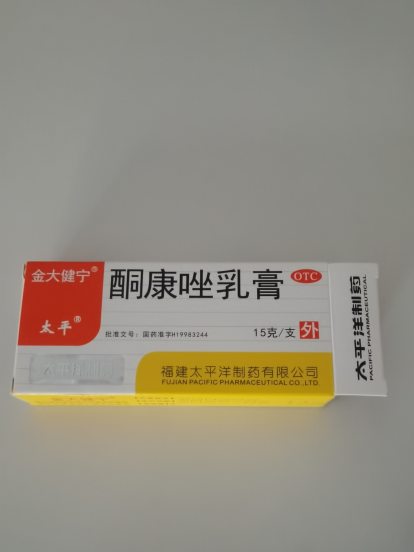 金大健宁®
太平®
酮康唑乳膏
OTC
批准文号：国药准字H19983244
15克/支
外
福建太平洋制药有限公司
FUJIAN PACIFIC PHARMACEUTICAL CO.,LTD
太平洋制药
PACIFIC PHARMACEUTICAL